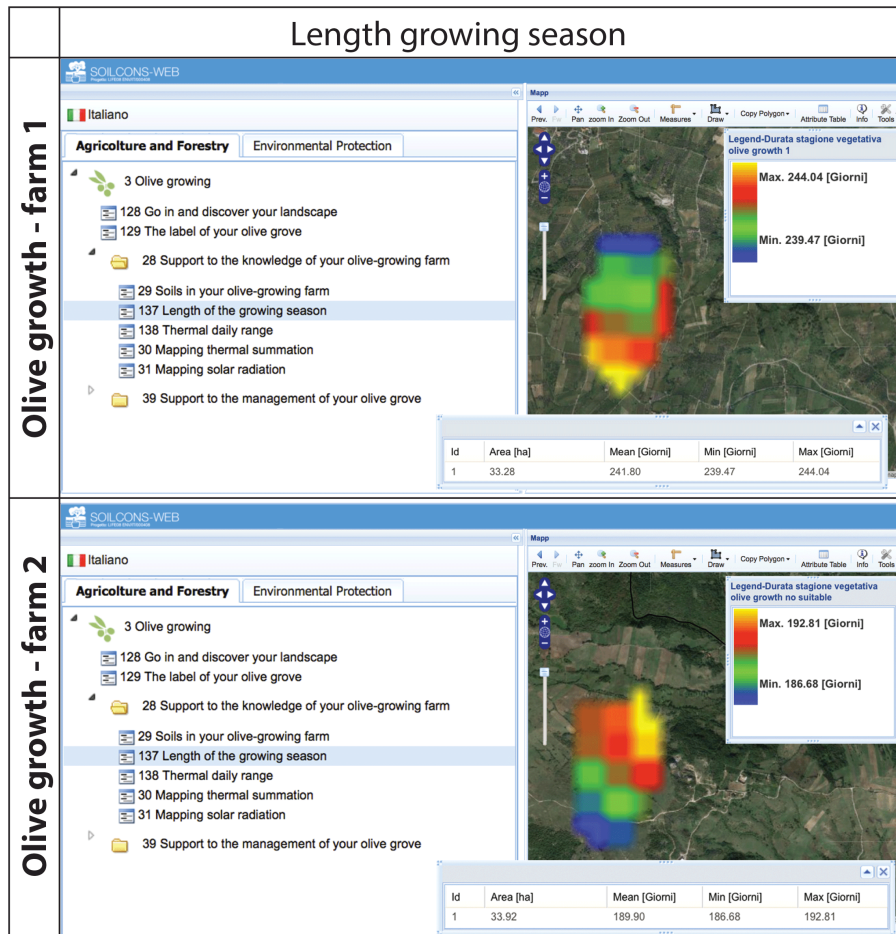 Length growing season
Olive growth - farm 1
SOILCONS-WEB
Italiano
Agricolture and Forestry
Environmental Protection
3 Olive growing
128 Go in and discover your landscape
129 The label of your olive grove
28 Support to the knowledge of your olive-growing farm
29 Soils in your olive-growing farm
137 Length of the growing season
138 Thermal daily range
30 Mapping thermal summation
31 Mapping solar radiation
39 Support to the management of your olive grove
Mapp
Prev. Fw Pan zoom In Zoom Out Measures Draw Copy Polygon Attribute Table Info Tools
Legend-Durata stagione vegetativa
olive growth 1
Max. 244.04 [Giorni]
Min. 239.47 [Giorni]
Id Area [ha] Mean [Giorni] Min [Giorni] Max [Giorni]
1 33.28 241.80 239.47 244.04
Olive growth - farm 2
SOILCONS-WEB
Italiano
Agricolture and Forestry
Environmental Protection
3 Olive growing
128 Go in and discover your landscape
129 The label of your olive grove
28 Support to the knowledge of your olive-growing farm
29 Soils in your olive-growing farm
137 Length of the growing season
138 Thermal daily range
30 Mapping thermal summation
31 Mapping solar radiation
39 Support to the management of your olive grove
Mapp
Prev. Fw Pan zoom In Zoom Out Measures Draw Copy Polygon Attribute Table Info Tools
Legend-Durata stagione vegetativa
olive growth no suitable
Max. 192.81 [Giorni]
Min. 186.68 [Giorni]
Id Area [ha] Mean [Giorni] Min [Giorni] Max [Giorni]
1 33.92 189.90 186.68 192.81